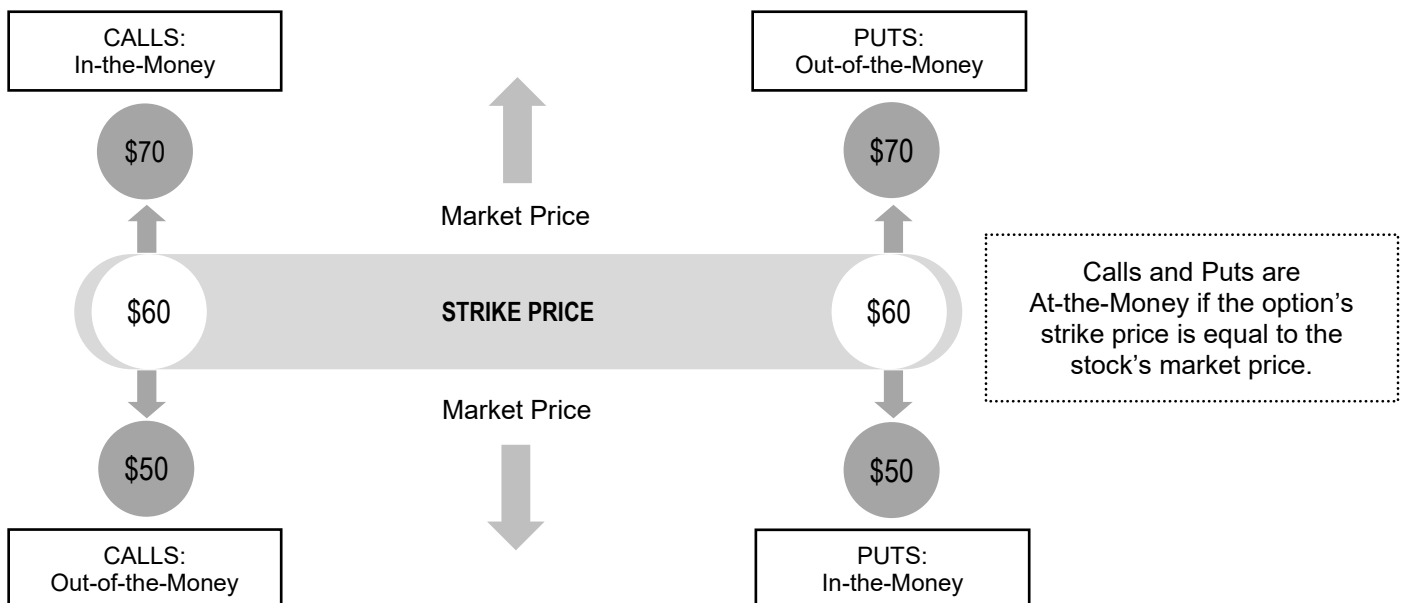 CALLS:
In-the-Money
PUTS:
Out-of-the-Money
$70
$70
Market Price
$60
STRIKE PRICE
$60
Calls and Puts are
At-the-Money if the option’s
strike price is equal to the
stock’s market price.
Market Price
$50
$50
CALLS:
Out-of-the-Money
PUTS:
In-the-Money